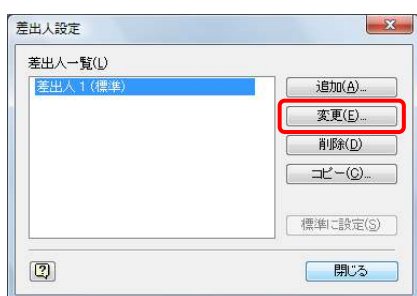 差出人設定
差出人一覧(L)
差出人 1 (標準)
追加(A)...
変更(E)...
削除(D)
コピー(C)...
標準に設定(S)
閉じる